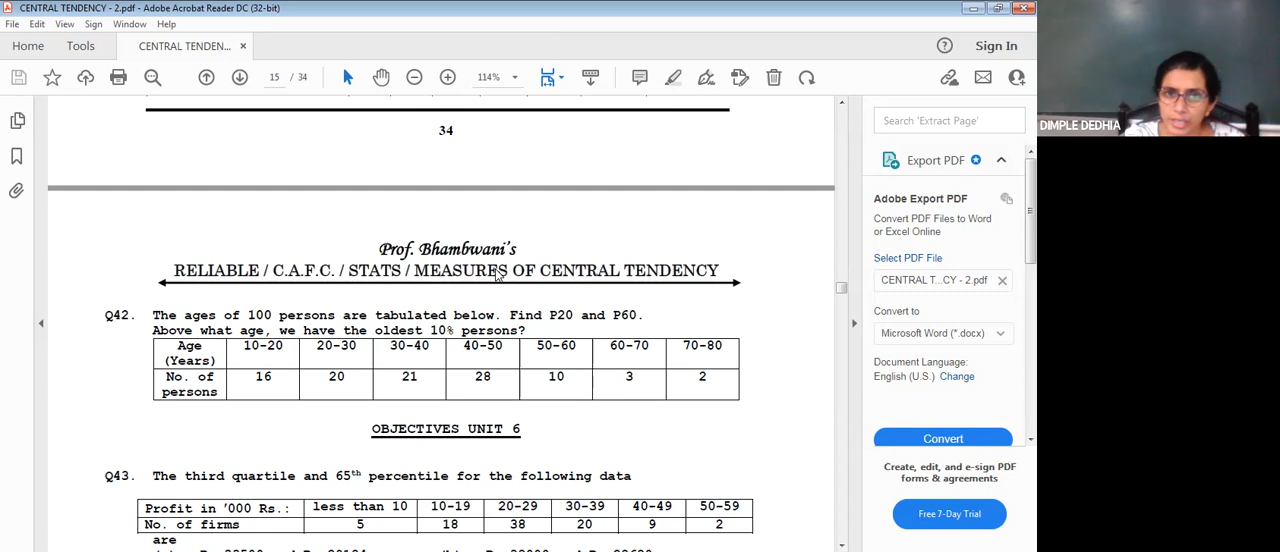 CENTRAL TENDENCY - 2.pdf - Adobe Acrobat Reader DC (32-bit)
File Edit View Sign Window Help
Home Tools CENTRAL TENDEN... × Sign In
15 / 34 114%
34
Search 'Extract Page'
DIMPLE DEDHIA
Export PDF
Adobe Export PDF
Convert PDF Files to Word
or Excel Online
Select PDF File
CENTRAL T...CY - 2.pdf ×
Convert to
Microsoft Word (*.docx)
Document Language:
English (U.S.) Change
Convert
Create, edit, and e-sign PDF
forms & agreements
Free 7-Day Trial
Prof. Bhambwani's
RELIABLE / C.A.F.C. / STATS / MEASURES OF CENTRAL TENDENCY
Q42. The ages of 100 persons are tabulated below. Find P20 and P60.
Above what age, we have the oldest 10% persons?
Age (Years) 10-20 20-30 30-40 40-50 50-60 60-70 70-80
No. of persons 16 20 21 28 10 3 2
OBJECTIVES UNIT 6
Q43. The third quartile and 65th percentile for the following data
Profit in '000 Rs.: less than 10 10-19 20-29 30-39 40-49 50-59
No. of firms 5 18 38 20 9 2
are